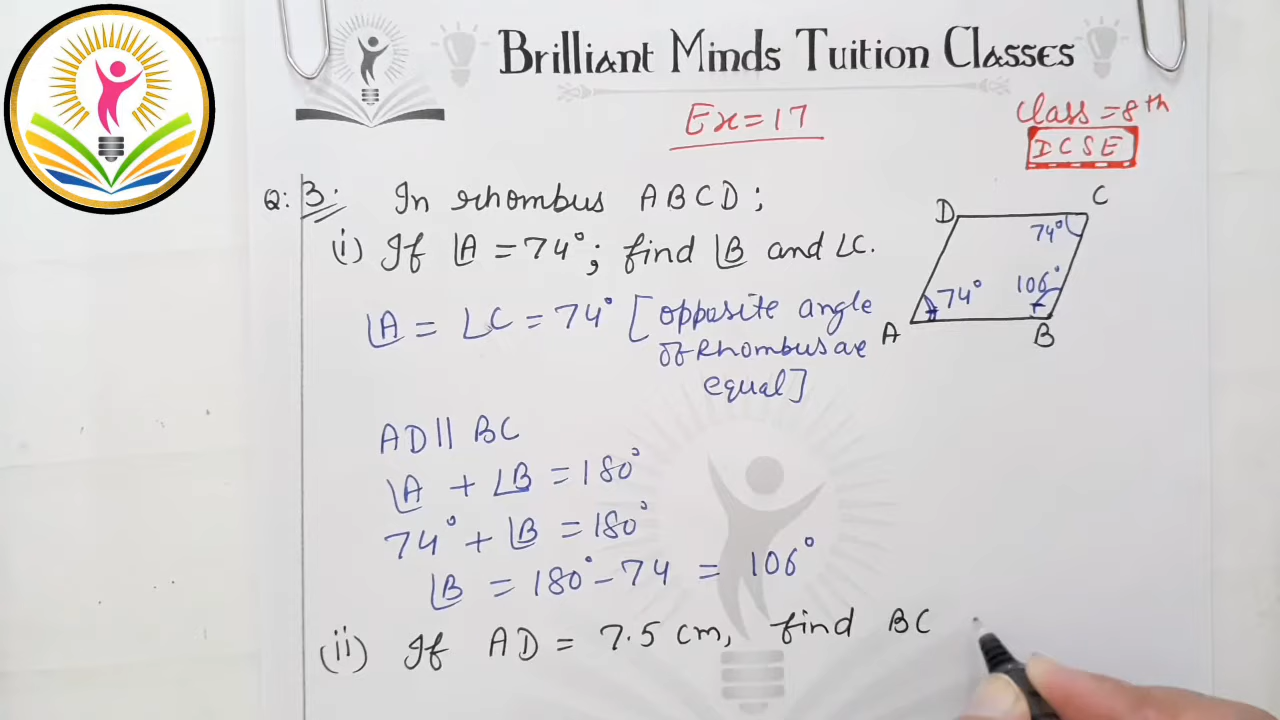 Brilliant Minds Tuition Classes
Ex=17
Class = 8th
ICSE
Q: 3: In rhombus ABCD;
(i) If ∠A = 74°; find ∠B and ∠C.
∠A = ∠C = 74° [opposite angle
of Rhombus are
equal]
D C
74°
74° 106°
A B
AD || BC
∠A + ∠B = 180°
74° + ∠B = 180°
∠B = 180° - 74 = 106°
(ii) If AD = 7.5 cm, find BC